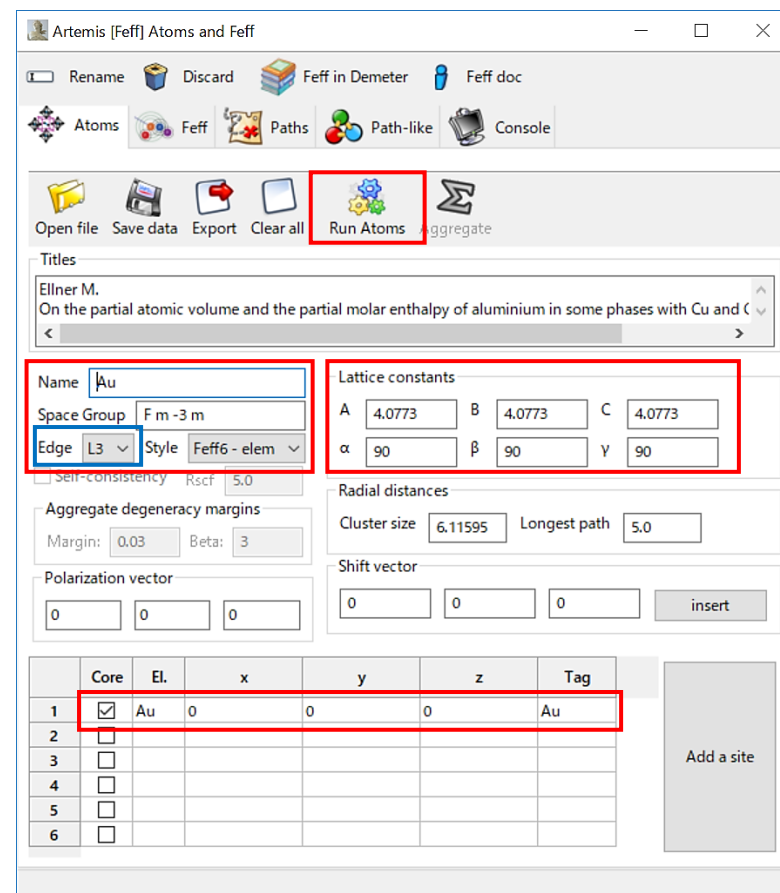 Artemis [Feff] Atoms and Feff
Rename Discard Feff in Demeter Feff doc
Atoms Feff Paths Path-like Console
Open file Save data Export Clear all Run Atoms ggregate
Titles
Ellner M.
On the partial atomic volume and the partial molar enthalpy of aluminium in some phases with Cu and C
Name Au
Space Group F m -3 m
Edge L3 Style Feff6 - elem
Self-consistency Rscf 5.0
Aggregate degeneracy margins
Margin: 0.03 Beta: 3
Polarization vector
0 0 0
Lattice constants
A 4.0773 B 4.0773 C 4.0773
α 90 β 90 γ 90
Radial distances
Cluster size 6.11595 Longest path 5.0
Shift vector
0 0 0 insert
Core El. x y z Tag
1 Au 0 0 0 Au
2
3
4
5
6
Add a site